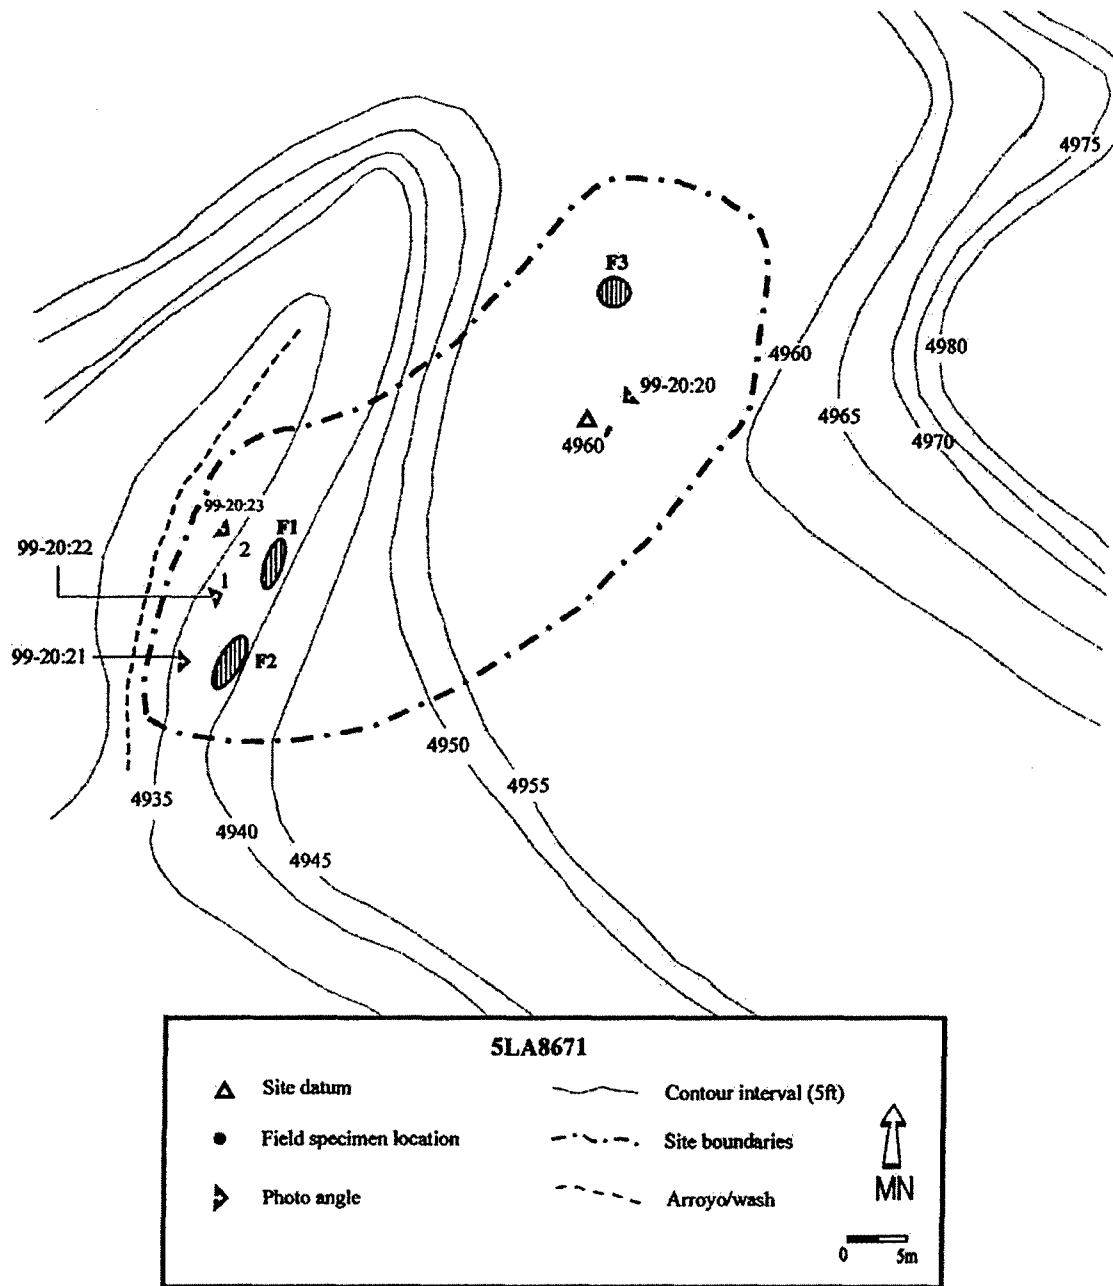 4975
F3
4960
4980
99-20:20
4965
4960
4970
99-20:23
F1
99-20:22
2
1
99-20:21
F2
4950
4955
4935
4940
4945
5LA8671
Site datum
Contour interval (5ft)
Field specimen location
Site boundaries
Photo angle
Arroyo/wash
MN
0 5m